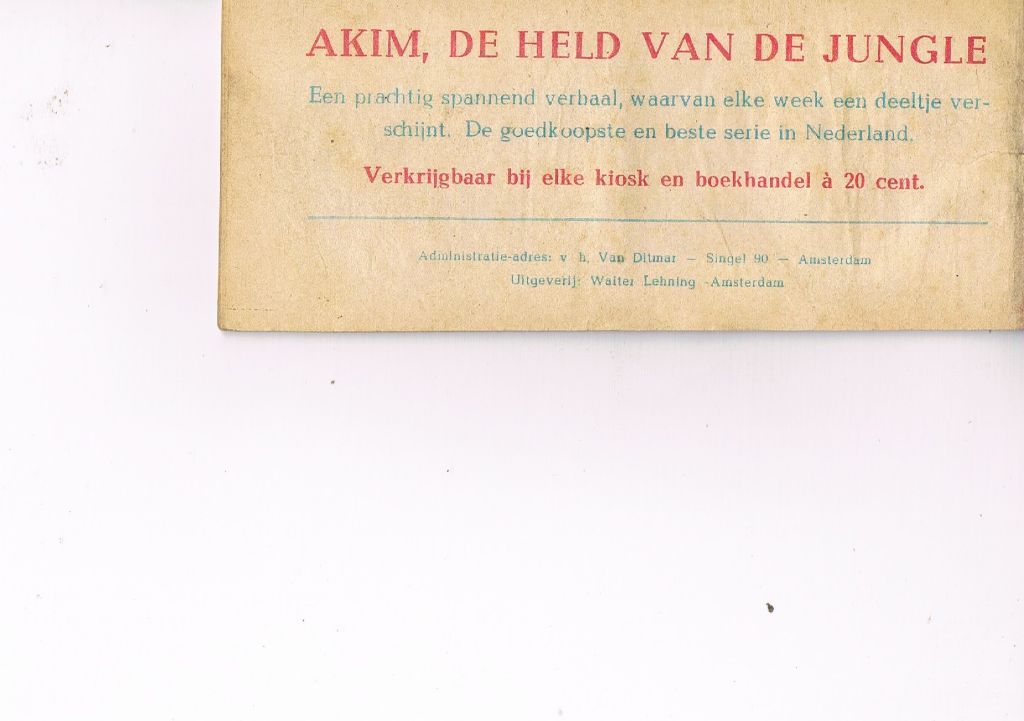 AKIM, DE HELD VAN DE JUNGLE
Een prachtig spannend verhaal, waarvan elke week een deeltje ver-
schijnt. De goedkoopste en beste serie in Nederland.
Verkrijgbaar bij elke kiosk en boekhandel à 20 cent.
Administratie-adres: v h. Van Ditmar — Singel 90 — Amsterdam
Uitgeverij: Walter Lehning -Amsterdam